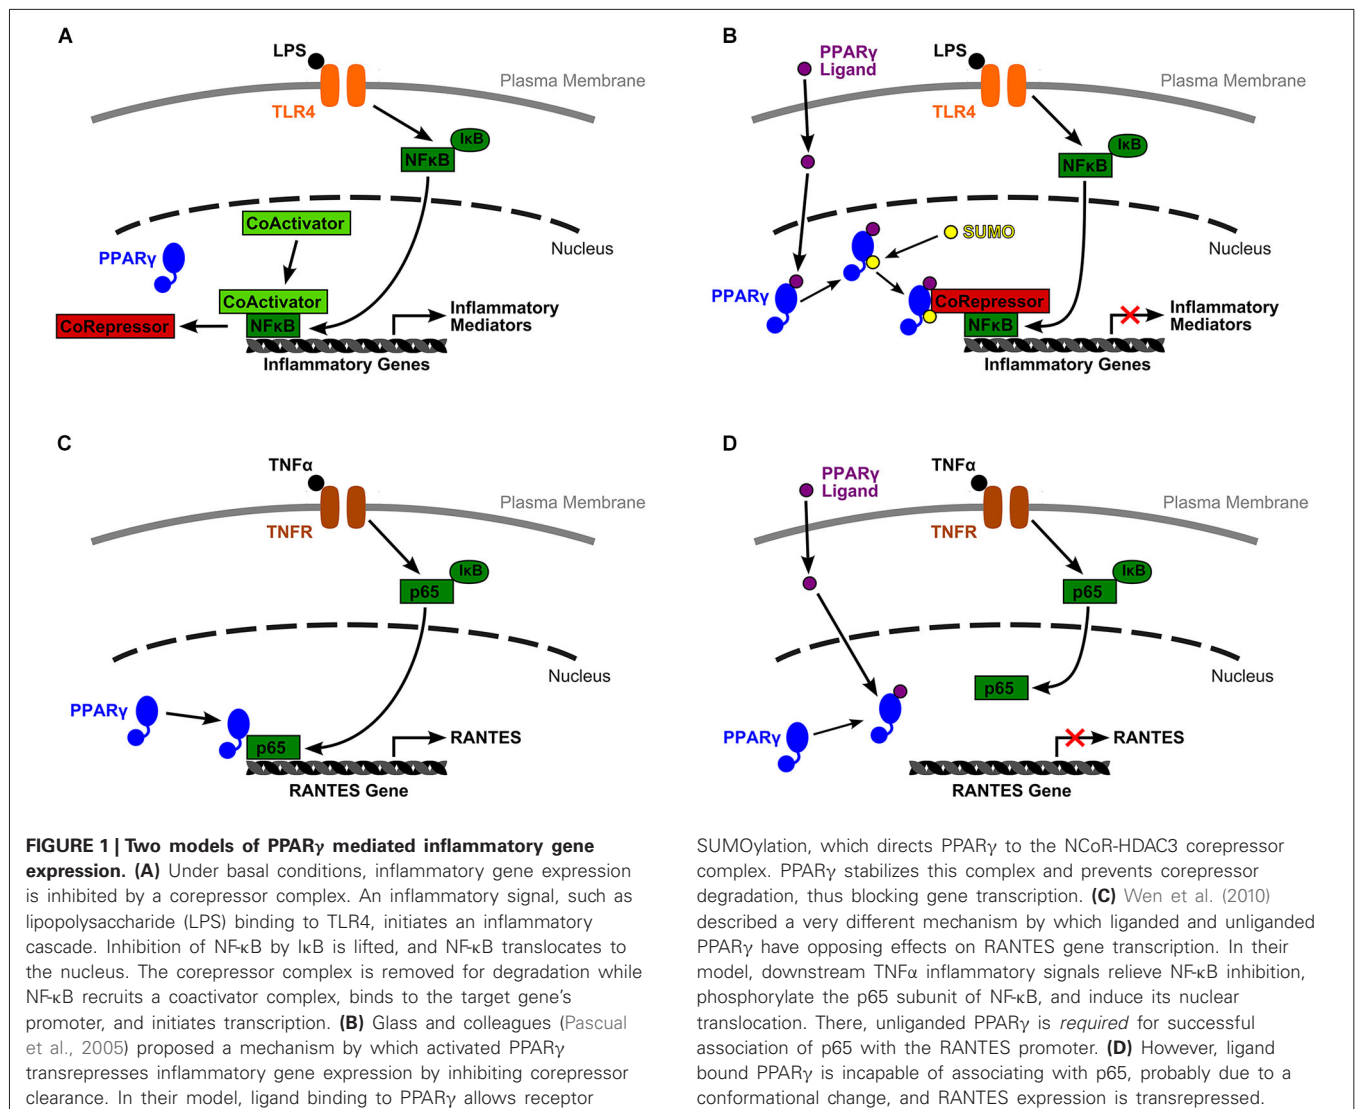 A
LPS
Plasma Membrane
TLR4
IκB
NFκB
CoActivator
Nucleus
PPARγ
CoActivator
NFκB
CoRepressor
Inflammatory
Mediators
Inflammatory Genes
B
PPARγ
Ligand
LPS
Plasma Membrane
TLR4
IκB
NFκB
SUMO
Nucleus
PPARγ
CoRepressor
NFκB
Inflammatory
Mediators
Inflammatory Genes
C
TNFα
Plasma Membrane
TNFR
IκB
p65
Nucleus
PPARγ
p65
RANTES
RANTES Gene
D
PPARγ
Ligand
TNFα
Plasma Membrane
TNFR
IκB
p65
Nucleus
p65
PPARγ
RANTES
RANTES Gene
FIGURE 1 | Two models of PPARγ mediated inflammatory gene
expression. (A) Under basal conditions, inflammatory gene expression
is inhibited by a corepressor complex. An inflammatory signal, such as
lipopolysaccharide (LPS) binding to TLR4, initiates an inflammatory
cascade. Inhibition of NF-κB by IκB is lifted, and NF-κB translocates to
the nucleus. The corepressor complex is removed for degradation while
NF-κB recruits a coactivator complex, binds to the target gene's
promoter, and initiates transcription. (B) Glass and colleagues (Pascual
et al., 2005) proposed a mechanism by which activated PPARγ
transrepresses inflammatory gene expression by inhibiting corepressor
clearance. In their model, ligand binding to PPARγ allows receptor
SUMOylation, which directs PPARγ to the NCoR-HDAC3 corepressor
complex. PPARγ stabilizes this complex and prevents corepressor
degradation, thus blocking gene transcription. (C) Wen et al. (2010)
described a very different mechanism by which liganded and unliganded
PPARγ have opposing effects on RANTES gene transcription. In their
model, downstream TNFα inflammatory signals relieve NF-κB inhibition,
phosphorylate the p65 subunit of NF-κB, and induce its nuclear
translocation. There, unliganded PPARγ is required for successful
association of p65 with the RANTES promoter. (D) However, ligand
bound PPARγ is incapable of associating with p65, probably due to a
conformational change, and RANTES expression is transrepressed.